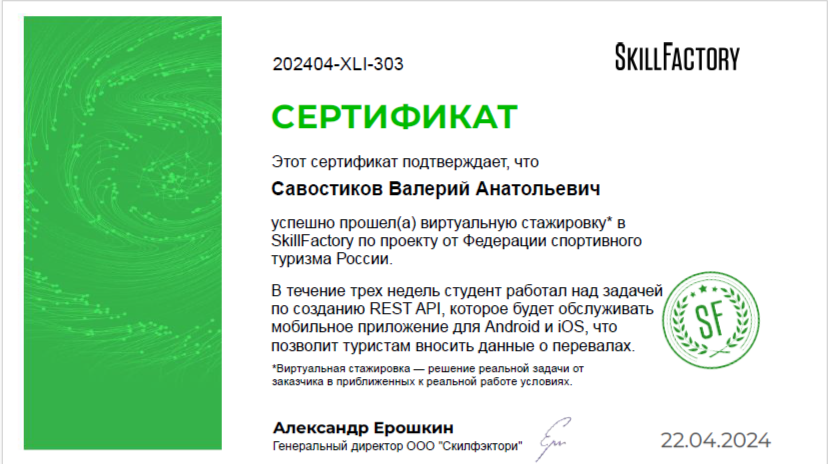 202404-XLI-303
SKILLFACTORY
СЕРТИФИКАТ
Этот сертификат подтверждает, что
Савостиков Валерий Анатольевич
успешно прошел(а) виртуальную стажировку* в
SkillFactory по проекту от Федерации спортивного
туризма России.
В течение трех недель студент работал над задачей
по созданию REST API, которое будет обслуживать
мобильное приложение для Android и iOS, что
позволит туристам вносить данные о перевалах.
SF
*Виртуальная стажировка — решение реальной задачи от
заказчика в приближенных к реальной работе условиях.
Александр Ерошкин
Генеральный директор ООО "Скилфэктори"
22.04.2024